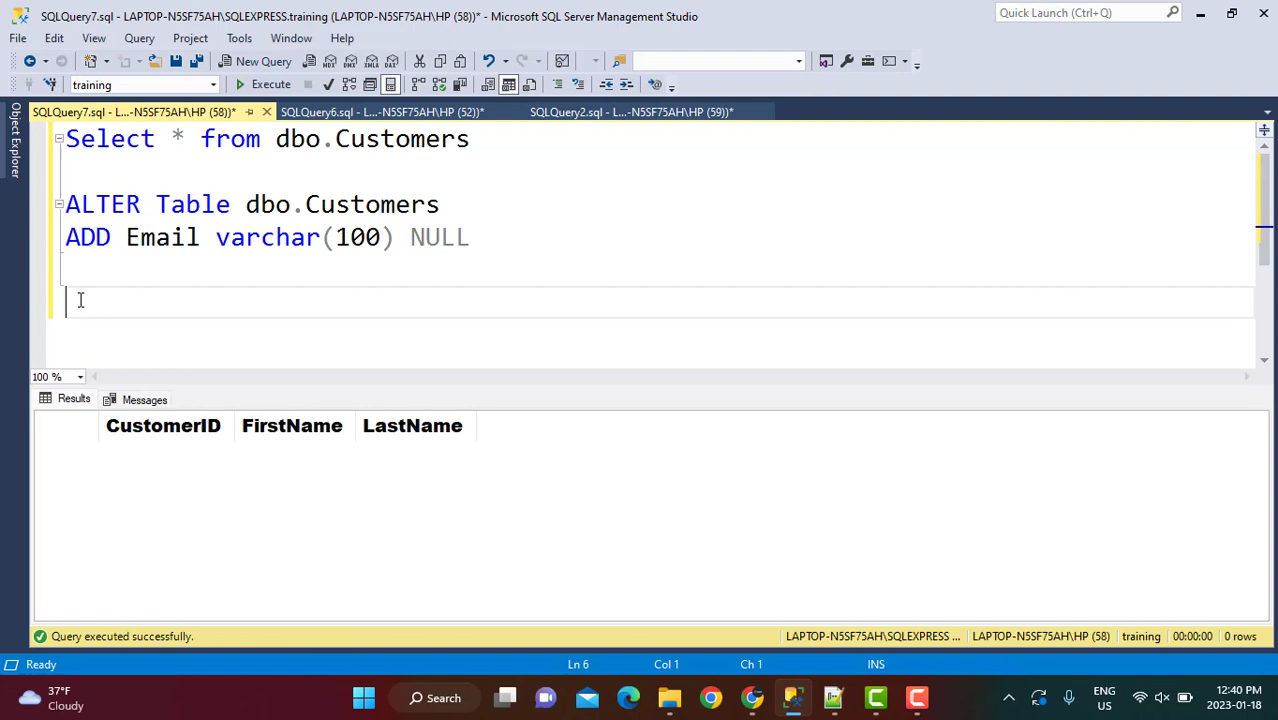 SQLQuery7.sql - LAPTOP-N5SF75AH\SQLEXPRESS.training (LAPTOP-N5SF75AH\HP (58))* - Microsoft SQL Server Management Studio
Quick Launch (Ctrl+Q)
File Edit View Query Project Tools Window Help
New Query
training Execute
SQLQuery7.sql - L...-N5SF75AH\HP (58))* SQLQuery6.sql - L...-N5SF75AH\HP (52))* SQLQuery2.sql - L...-N5SF75AH\HP (59))*
Object Explorer
Select * from dbo.Customers
ALTER Table dbo.Customers
ADD Email varchar(100) NULL
100 %
Results Messages
CustomerID FirstName LastName
Query executed successfully. LAPTOP-N5SF75AH\SQLEXPRESS ... LAPTOP-N5SF75AH\HP (58) training 00:00:00 0 rows
Ready Ln 6 Col 1 Ch 1 INS
37°F
Cloudy
Search
ENG
US
12:40 PM
2023-01-18